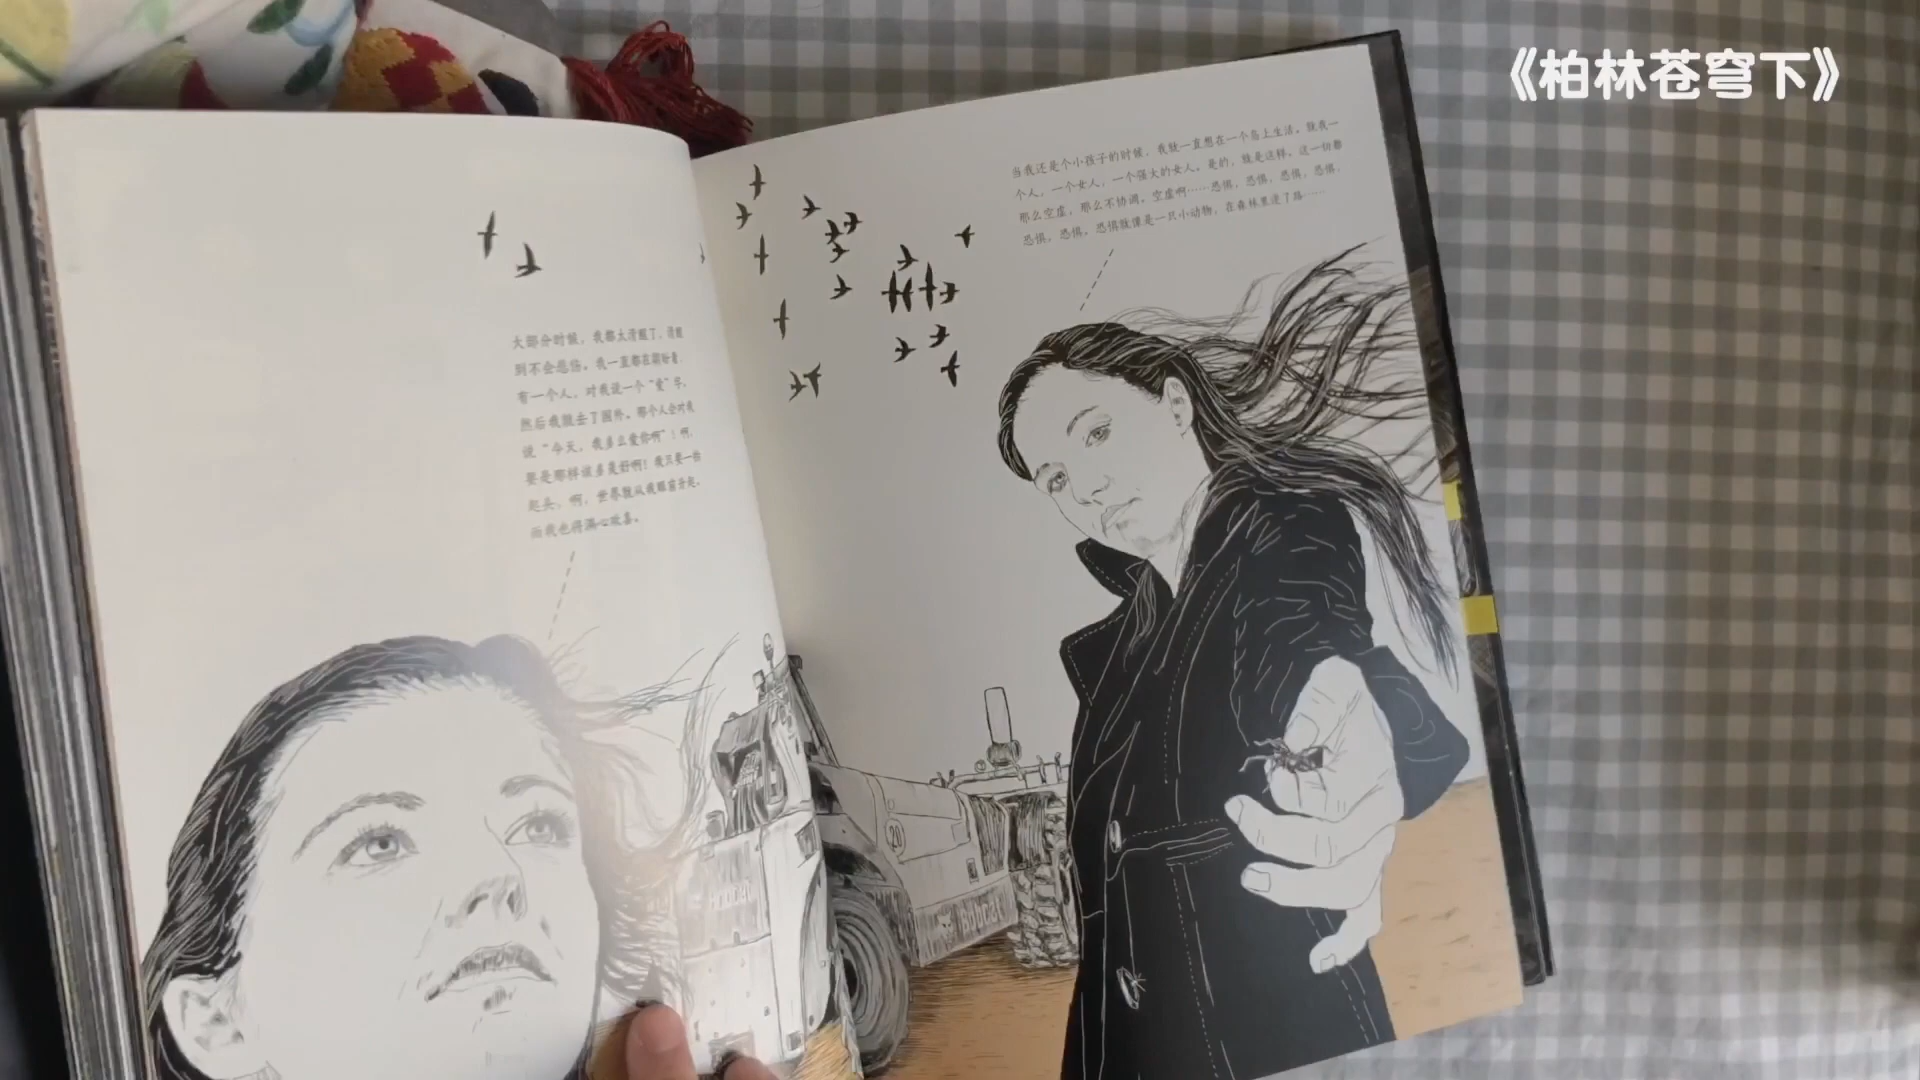 《柏林苍穹下》
大部分时候，我都太清醒了，清醒
到不会悲伤。我一直都在期盼着，
有一个人，对我说一个“爱”字，
然后我就去了国外。那个人会对我
说“今天，我多么爱你啊”！啊，
要是那样该多美好啊！我只要一抬
起头，啊，世界就从我眼前升起。
而我也得满心欢喜。
当我还是个小孩子的时候，我就一直想在一个岛上生活。就我一
个人，一个女人，一个强大的女人。是的，就是这样。这一切都
那么空虚，那么不协调。空虚啊……恐惧，恐惧，恐惧，恐惧，
恐惧，恐惧。恐惧就像是一只小动物，在森林里迷了路……
20
Bobcat
Bobcat